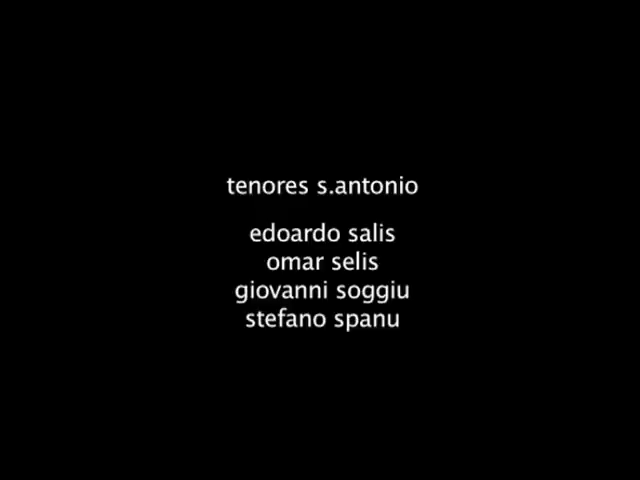 tenores s.antonio
edoardo salis
omar selis
giovanni soggiu
stefano spanu